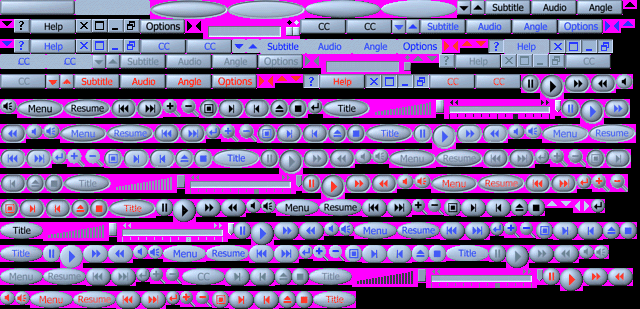 Subtitle Audio Angle
? Help Options CC CC Subtitle Audio Angle Options
? Help CC CC Subtitle Audio Angle Options ? Help
CC CC Subtitle Audio Angle Options ? Help CC
CC Subtitle Audio Angle Options ? Help CC CC
Menu Resume Title
Menu Resume Title Menu Resume
Title Menu Resume
Title Menu Resume
Title Menu Resume
Title Menu Resume
Title Menu Resume Title
Menu Resume CC Title
Menu Resume Title